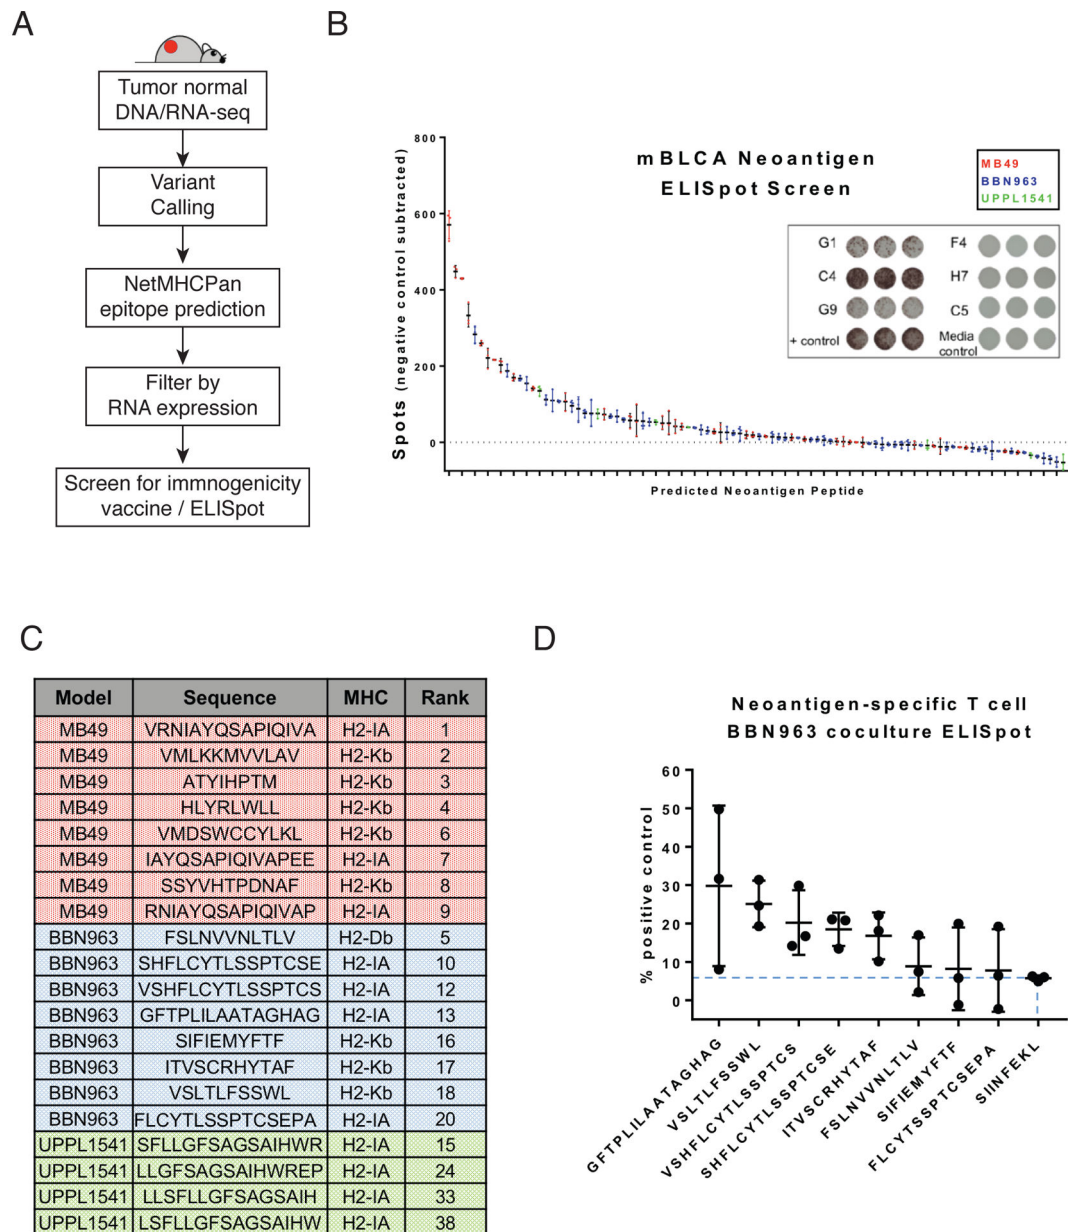 A
Tumor normal
DNA/RNA-seq
Variant
Calling
NetMHCPan
epitope prediction
Filter by
RNA expression
Screen for immnogenicity
vaccine / ELISpot
B
mBLCA Neoantigen
ELISpot Screen
MB49
BBN963
UPPL1541
G1
C4
G9
+ control
F4
H7
C5
Media
control
Spots (negative control subtracted)
800
600
400
200
0
Predicted Neoantigen Peptide
C
Model Sequence MHC Rank
MB49 VRNIAYQSAPIQIVA H2-IA 1
MB49 VMLKKMVVLAV H2-Kb 2
MB49 ATYIHPTM H2-Kb 3
MB49 HLYRLWLL H2-Kb 4
MB49 VMDSWCCYLKL H2-Kb 6
MB49 IAYQSAPIQIVAPEE H2-IA 7
MB49 SSYVHTPDNAF H2-Kb 8
MB49 RNIAYQSAPIQIVAP H2-IA 9
BBN963 FSLNVVNLTLV H2-Db 5
BBN963 SHFLCYTLSSPTCSE H2-IA 10
BBN963 VSHFLCYTLSSPTCS H2-IA 12
BBN963 GFTPLILAATAGHAG H2-IA 13
BBN963 SIFIEMYFTF H2-Kb 16
BBN963 ITVSCRHYTAF H2-Kb 17
BBN963 VSLTLFSSWL H2-Kb 18
BBN963 FLCYTLSSPTCSEPA H2-IA 20
UPPL1541 SFLLGFSAGSAIHWR H2-IA 15
UPPL1541 LLGFSAGSAIHWREP H2-IA 24
UPPL1541 LLSFLLGFSAGSAIH H2-IA 33
UPPL1541 LSFLLGFSAGSAIHW H2-IA 38
D
Neoantigen-specific T cell
BBN963 coculture ELISpot
% positive control
60
50
40
30
20
10
0
GFTPLILAATAGHAG
VSLTLFSSWL
VSHFLCYTLSSPTCS
SHFLCYTLSSPTCSE
ITVSCRHYTAF
FSLNVVNLTLV
SIFIEMYFTF
FLCYTSSPTCSEPA
SIINFEKL